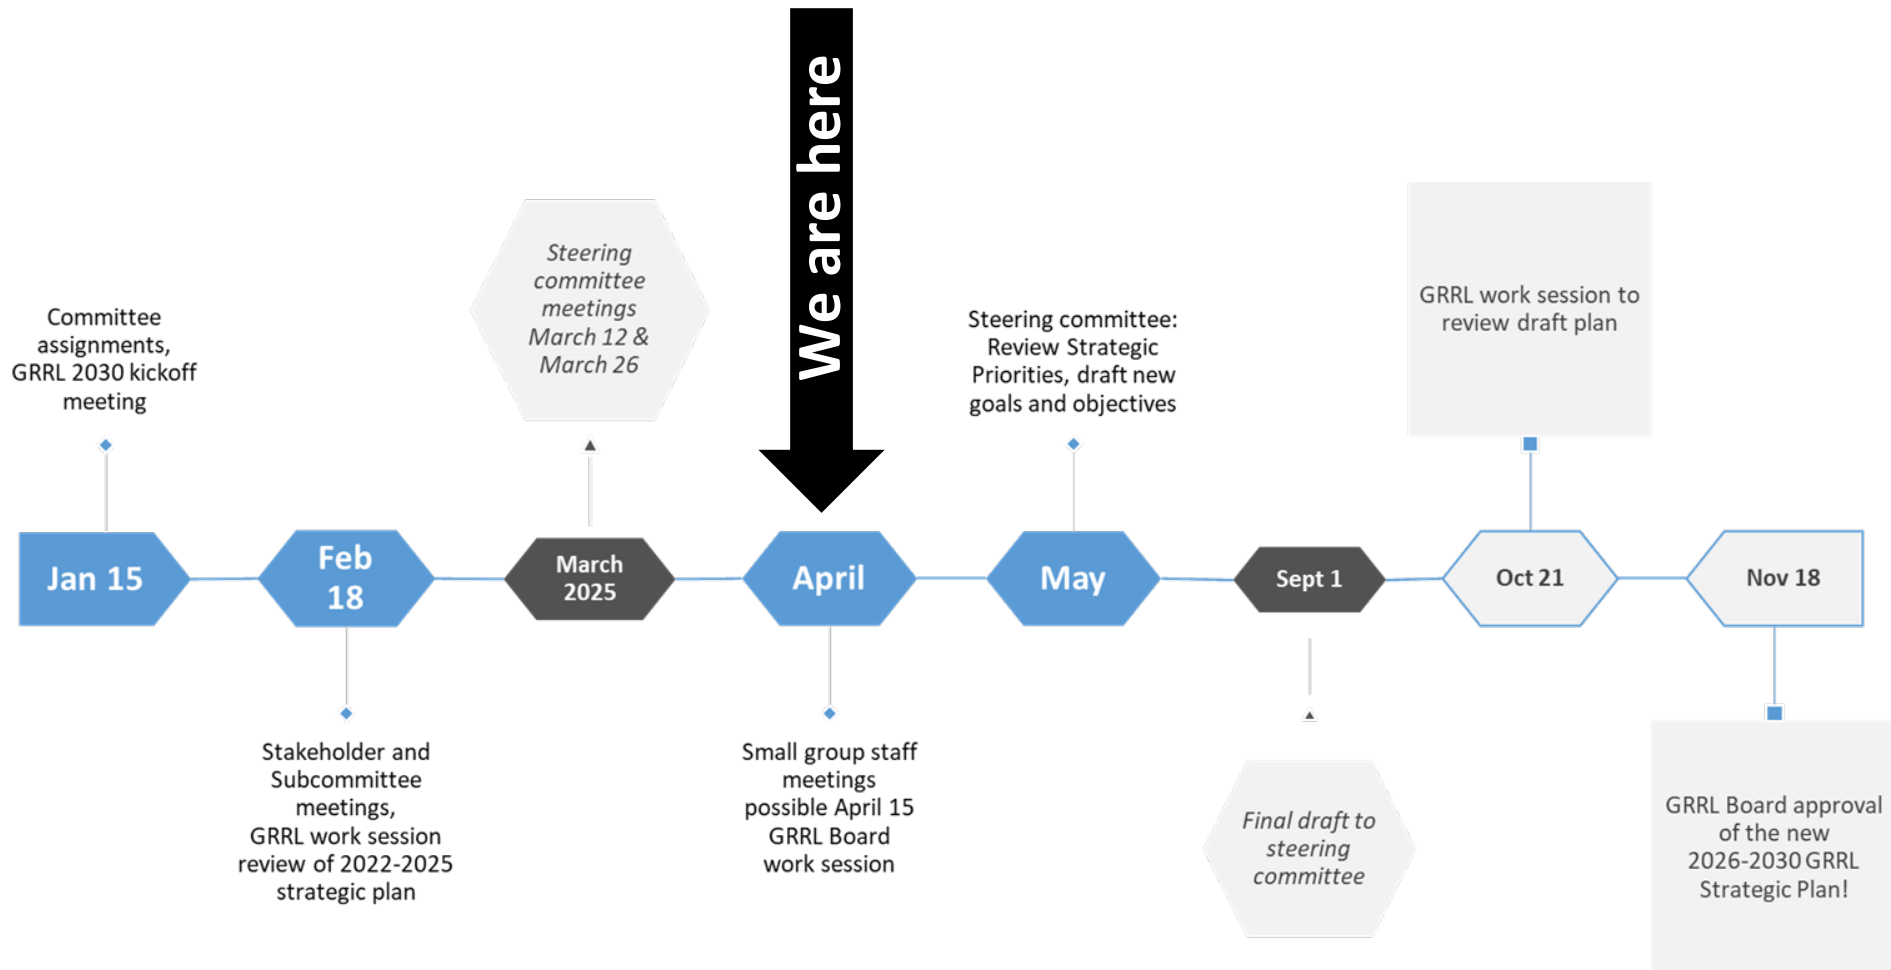 We are here
Committee
assignments,
GRRL 2030 kickoff
meeting
Steering
committee
meetings
March 12 &
March 26
Steering committee:
Review Strategic
Priorities, draft new
goals and objectives
GRRL work session to
review draft plan
Jan 15
Feb
18
March
2025
April
May
Sept 1
Oct 21
Nov 18
Stakeholder and
Subcommittee
meetings,
GRRL work session
review of 2022-2025
strategic plan
Small group staff
meetings
possible April 15
GRRL Board
work session
Final draft to
steering
committee
GRRL Board approval
of the new
2026-2030 GRRL
Strategic Plan!